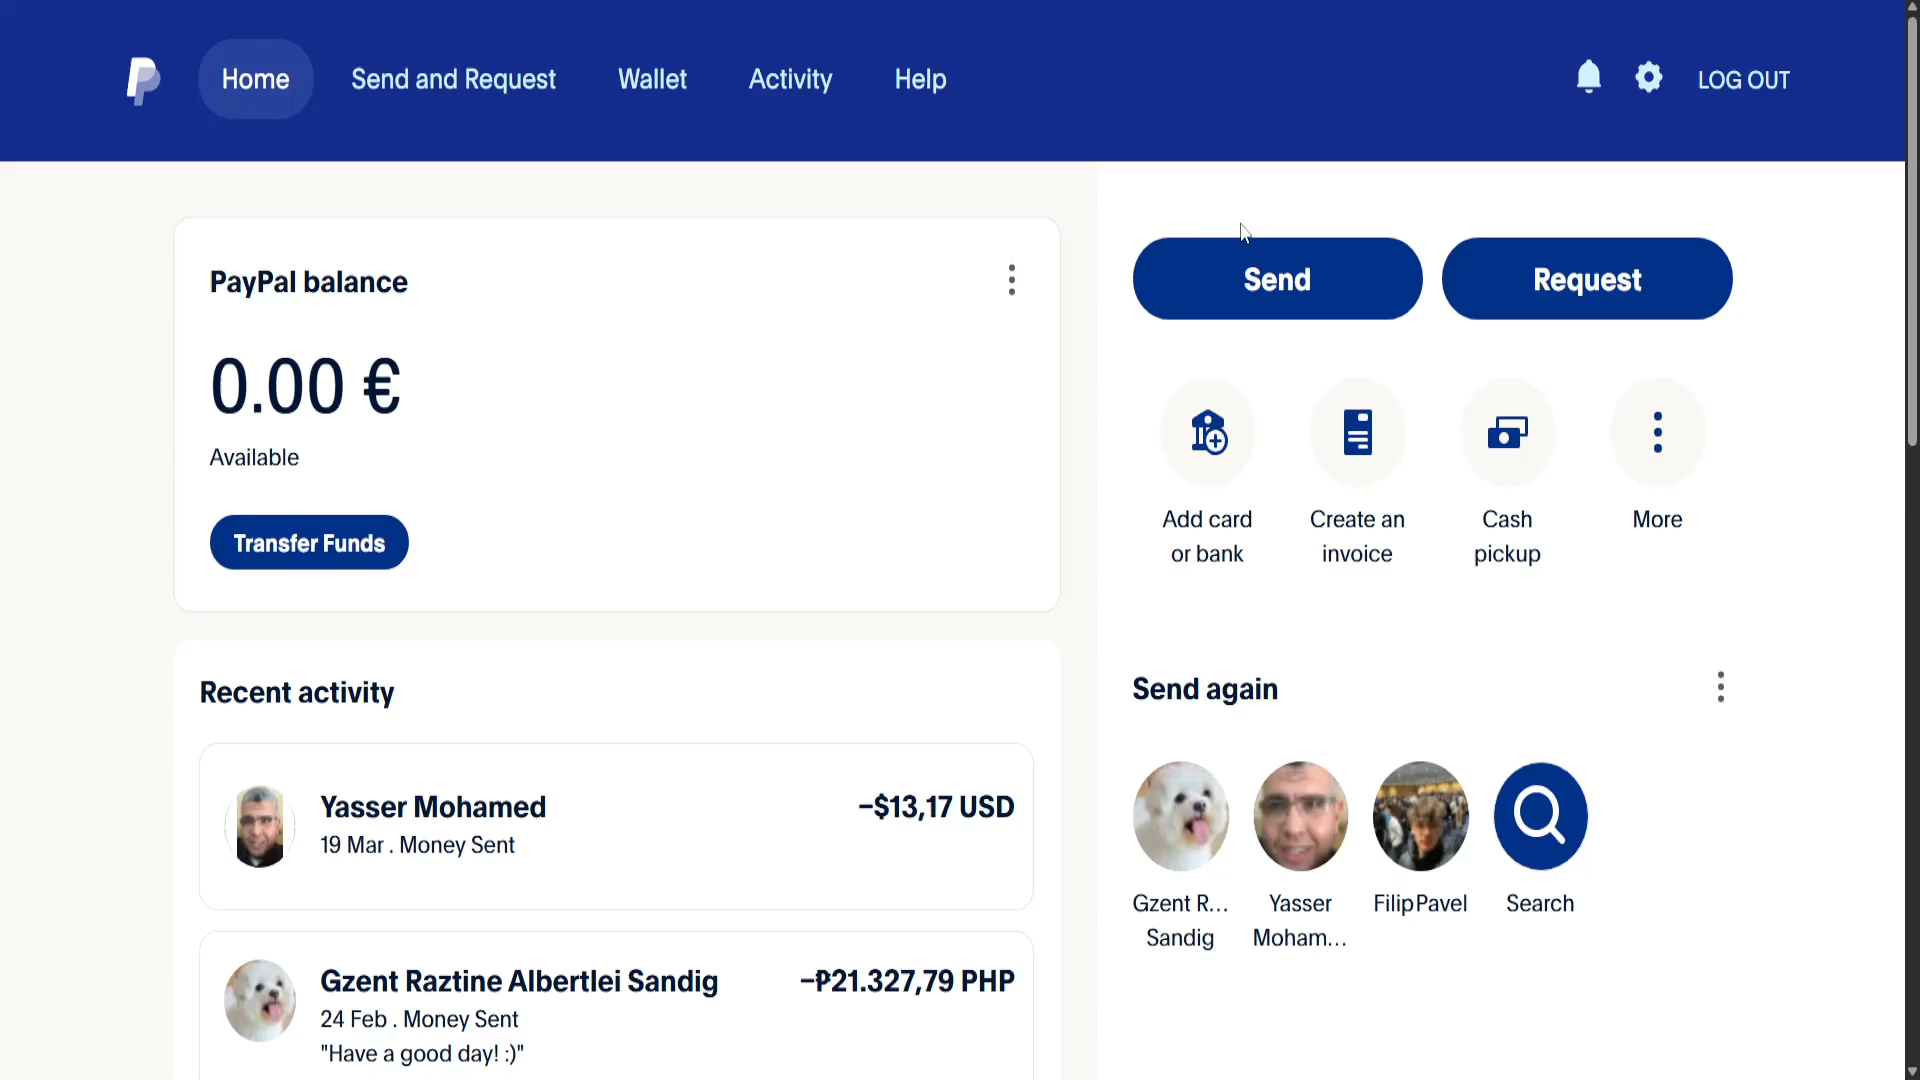 Home
Send and Request
Wallet
Activity
Help
LOG OUT
PayPal balance
0.00 €
Available
Transfer Funds
Send
Request
Add card
or bank
Create an
invoice
Cash
pickup
More
Recent activity
Yasser Mohamed
−$13,17 USD
19 Mar . Money Sent
Gzent Raztine Albertlei Sandig
−₱21.327,79 PHP
24 Feb . Money Sent
"Have a good day! :)"
Send again
Gzent R...
Sandig
Yasser
Moham...
Filip Pavel
Search